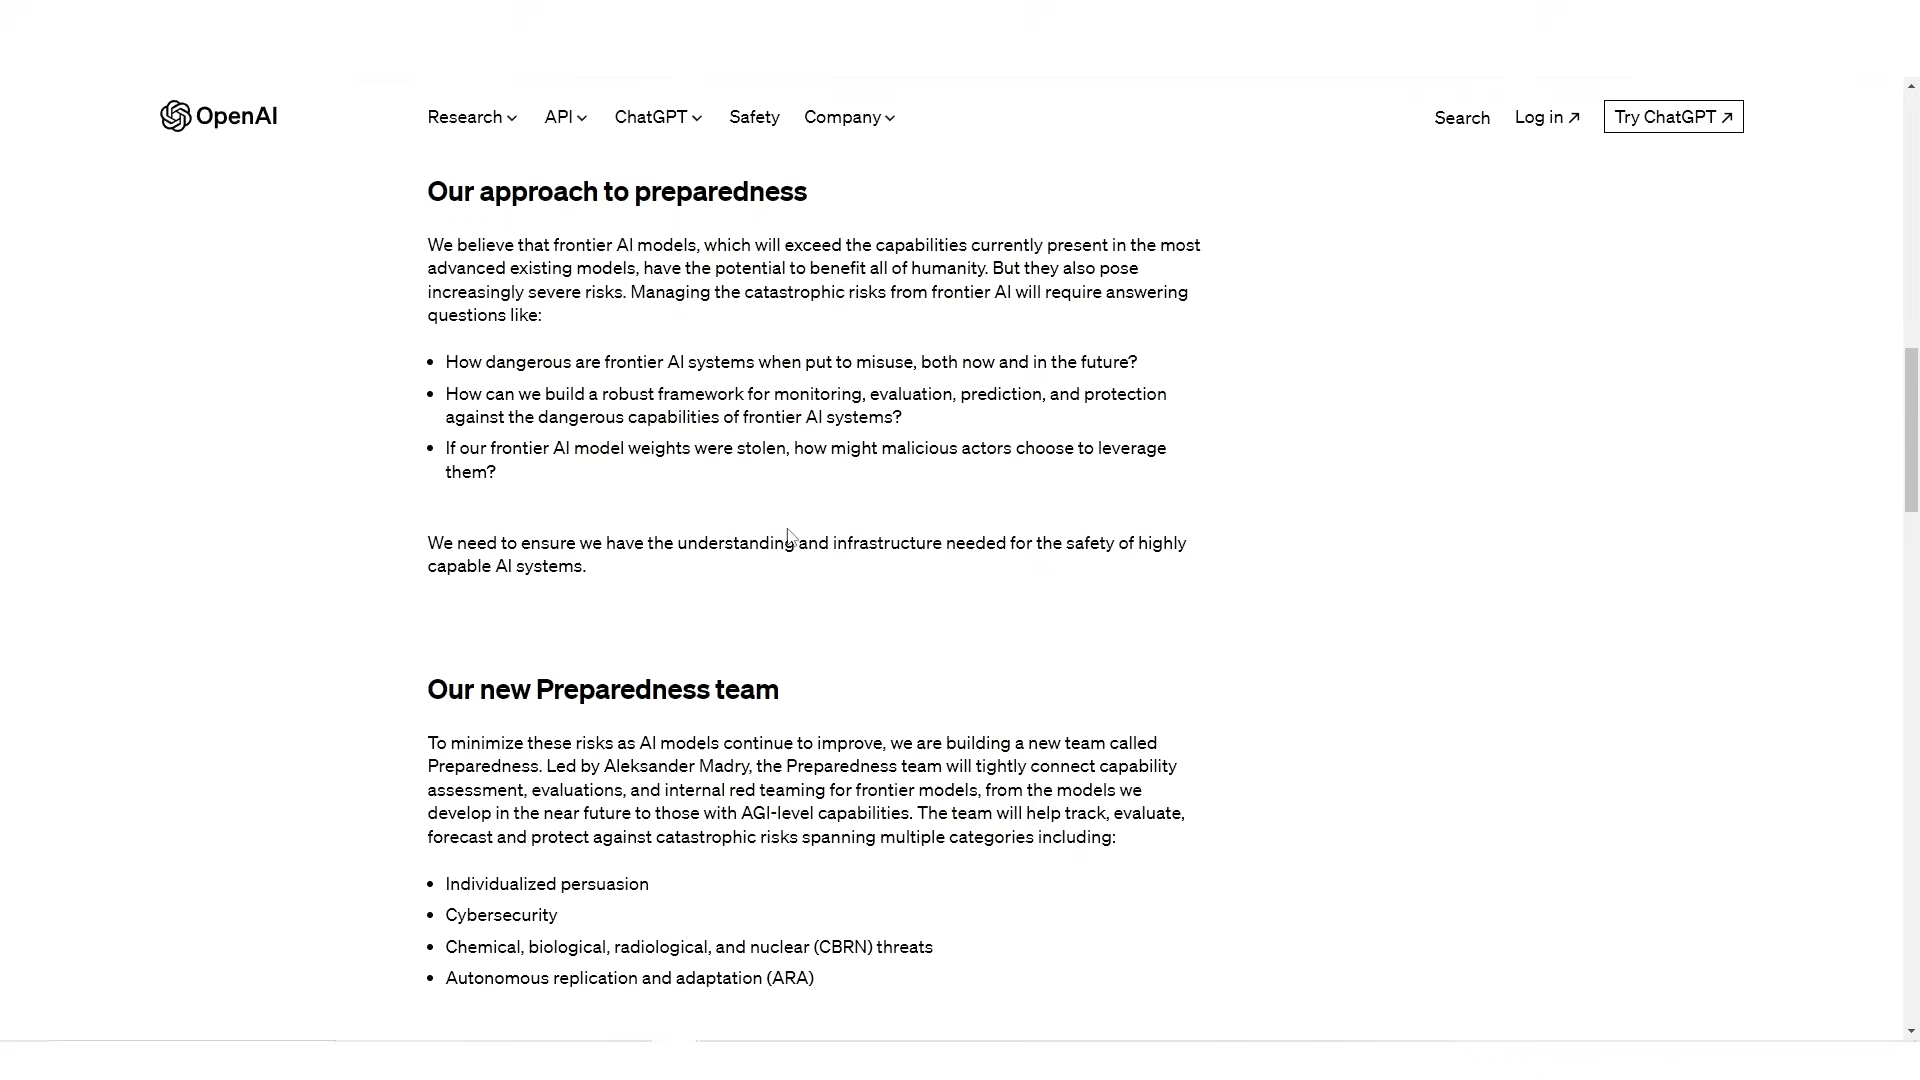 OpenAI
Research API ChatGPT Safety Company Search Log in ↗ Try ChatGPT ↗
Our approach to preparedness
We believe that frontier AI models, which will exceed the capabilities currently present in the most
advanced existing models, have the potential to benefit all of humanity. But they also pose
increasingly severe risks. Managing the catastrophic risks from frontier AI will require answering
questions like:
• How dangerous are frontier AI systems when put to misuse, both now and in the future?
• How can we build a robust framework for monitoring, evaluation, prediction, and protection
against the dangerous capabilities of frontier AI systems?
• If our frontier AI model weights were stolen, how might malicious actors choose to leverage
them?
We need to ensure we have the understanding and infrastructure needed for the safety of highly
capable AI systems.
Our new Preparedness team
To minimize these risks as AI models continue to improve, we are building a new team called
Preparedness. Led by Aleksander Madry, the Preparedness team will tightly connect capability
assessment, evaluations, and internal red teaming for frontier models, from the models we
develop in the near future to those with AGI-level capabilities. The team will help track, evaluate,
forecast and protect against catastrophic risks spanning multiple categories including:
• Individualized persuasion
• Cybersecurity
• Chemical, biological, radiological, and nuclear (CBRN) threats
• Autonomous replication and adaptation (ARA)